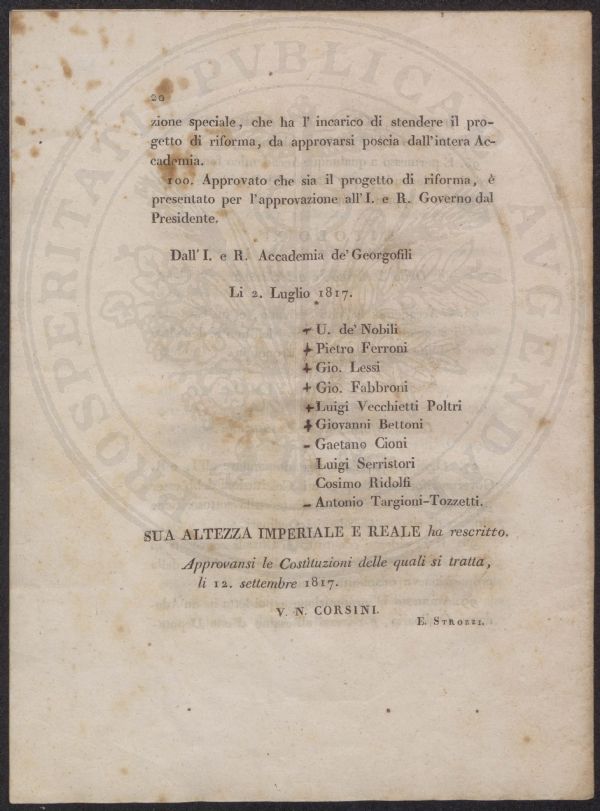 20
zione speciale, che ha l' incarico di stendere il pro-
getto di riforma, da approvarsi poscia dall'intera Ac-
cademia.
100. Approvato che sia il progetto di riforma, è
presentato per l'approvazione all'I. e R. Governo dal
Presidente.
Dall' I. e R. Accademia de' Georgofili
Li 2. Luglio 1817.
+ U. de' Nobili
+ Pietro Ferroni
+ Gio. Lessi
+ Gio. Fabbroni
+ Luigi Vecchietti Poltri
+ Giovanni Bettoni
- Gaetano Cioni
Luigi Serristori
Cosimo Ridolfi
- Antonio Targioni-Tozzetti.
SUA ALTEZZA IMPERIALE E REALE ha rescritto.
Approvansi le Costituzioni delle quali si tratta,
li 12. settembre 1817.
V. N. CORSINI.
E. STROZZI.
PROSPERITATI PVBLICAE AVGENDAE